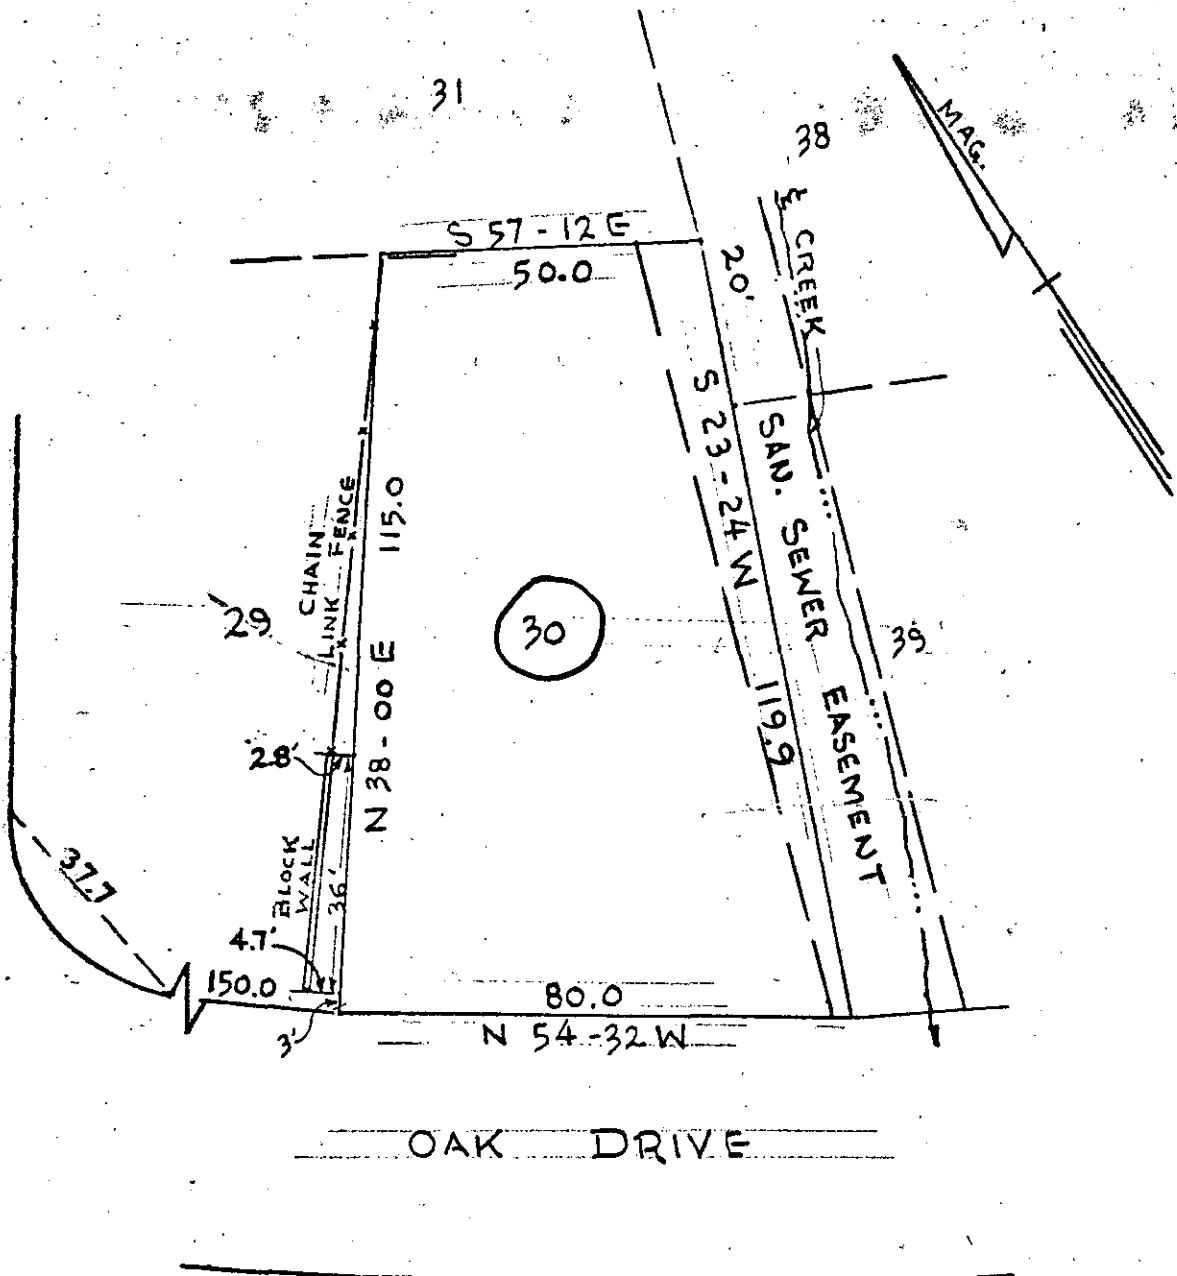 31
38
MAG.
S 57-12 E
50.0
20'
℄ CREEK
S 23-24 W
119.9
SAN. SEWER EASEMENT
CHAIN
LINK FENCE
115.0
29
30
39
N 38-00 E
2.8'
BLOCK
WALL
36'
37.7
4.7'
150.0
80.0
3'
N 54-32 W
OAK DRIVE